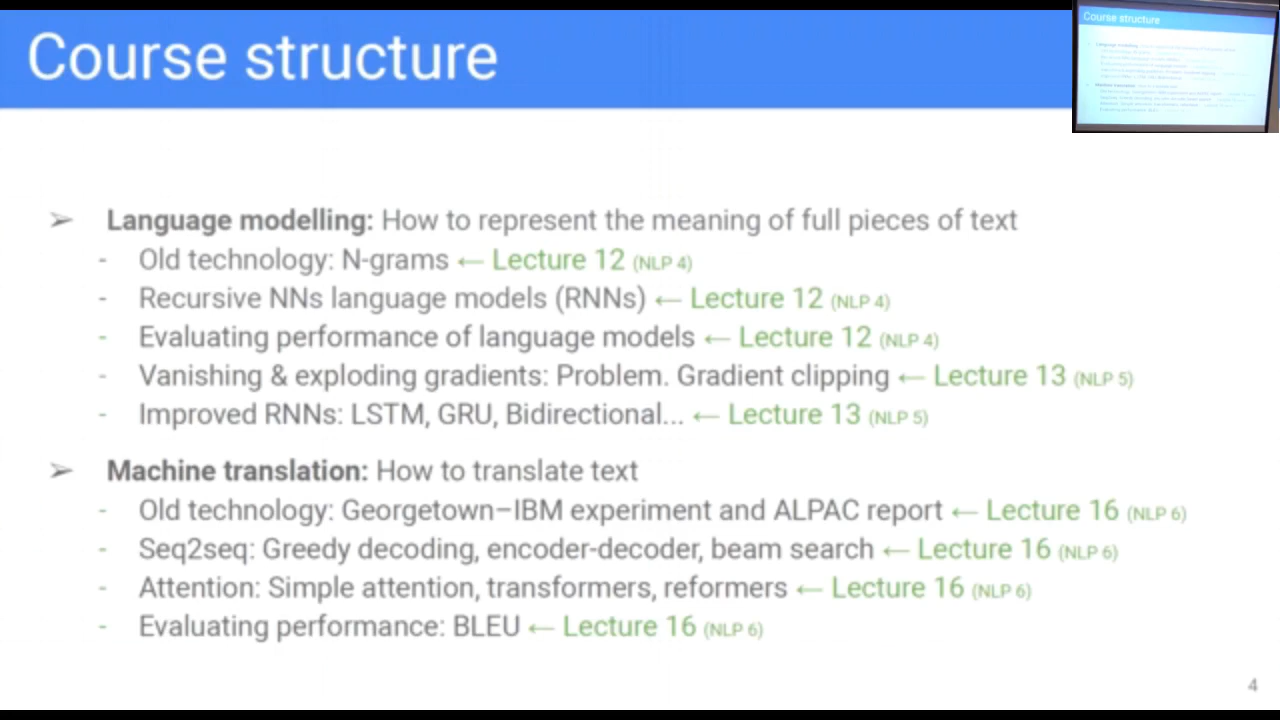 Course structure
Course structure
➢ Language modelling: How to represent the meaning of full pieces of text
- Old technology: N-grams ← Lecture 12 (NLP 4)
- Recursive NNs language models (RNNs) ← Lecture 12 (NLP 4)
- Evaluating performance of language models ← Lecture 12 (NLP 4)
- Vanishing & exploding gradients: Problem. Gradient clipping ← Lecture 13 (NLP 5)
- Improved RNNs: LSTM, GRU, Bidirectional... ← Lecture 13 (NLP 5)
➢ Machine translation: How to translate text
- Old technology: Georgetown–IBM experiment and ALPAC report ← Lecture 16 (NLP 6)
- Seq2seq: Greedy decoding, encoder-decoder, beam search ← Lecture 16 (NLP 6)
- Attention: Simple attention, transformers, reformers ← Lecture 16 (NLP 6)
- Evaluating performance: BLEU ← Lecture 16 (NLP 6)
4